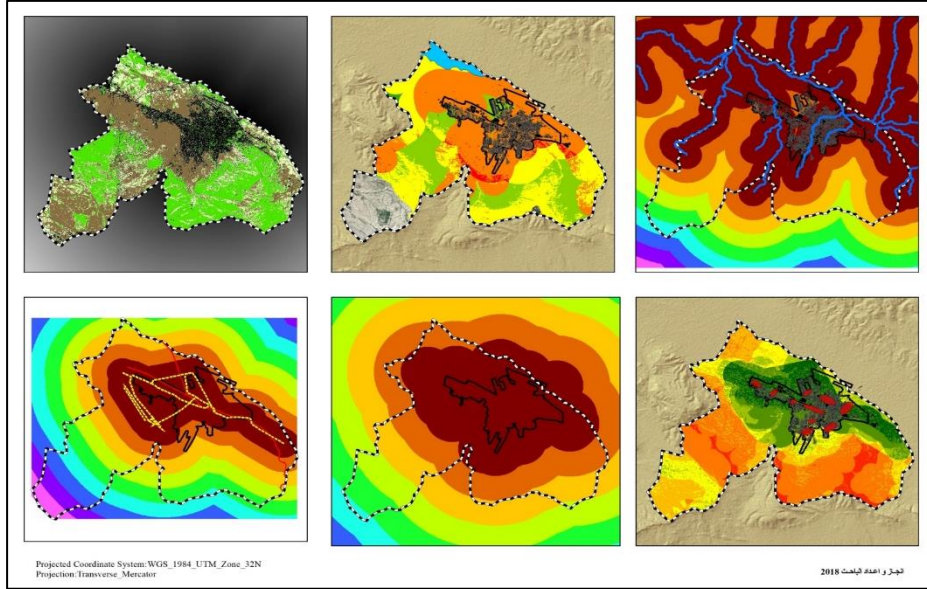 Projected Coordinate System:WGS_1984_UTM_Zone_32N
Projection:Transverse_Mercator
انجاز و اعداد الباحث 2018